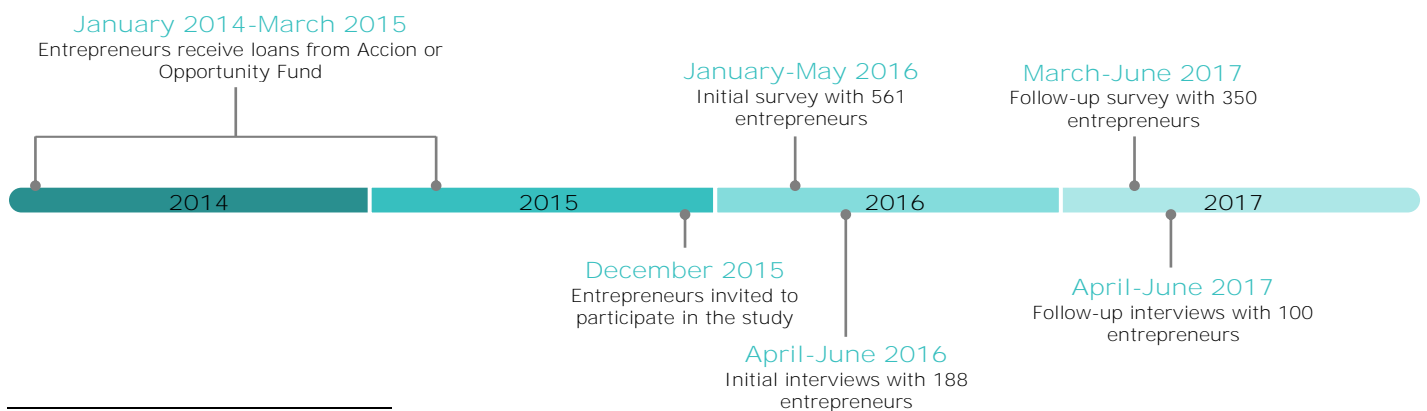 January 2014-March 2015
Entrepreneurs receive loans from Accion or
Opportunity Fund
January-May 2016
Initial survey with 561
entrepreneurs
March-June 2017
Follow-up survey with 350
entrepreneurs
2014
2015
2016
2017
December 2015
Entrepreneurs invited to
participate in the study
April-June 2016
Initial interviews with 188
entrepreneurs
April-June 2017
Follow-up interviews with 100
entrepreneurs